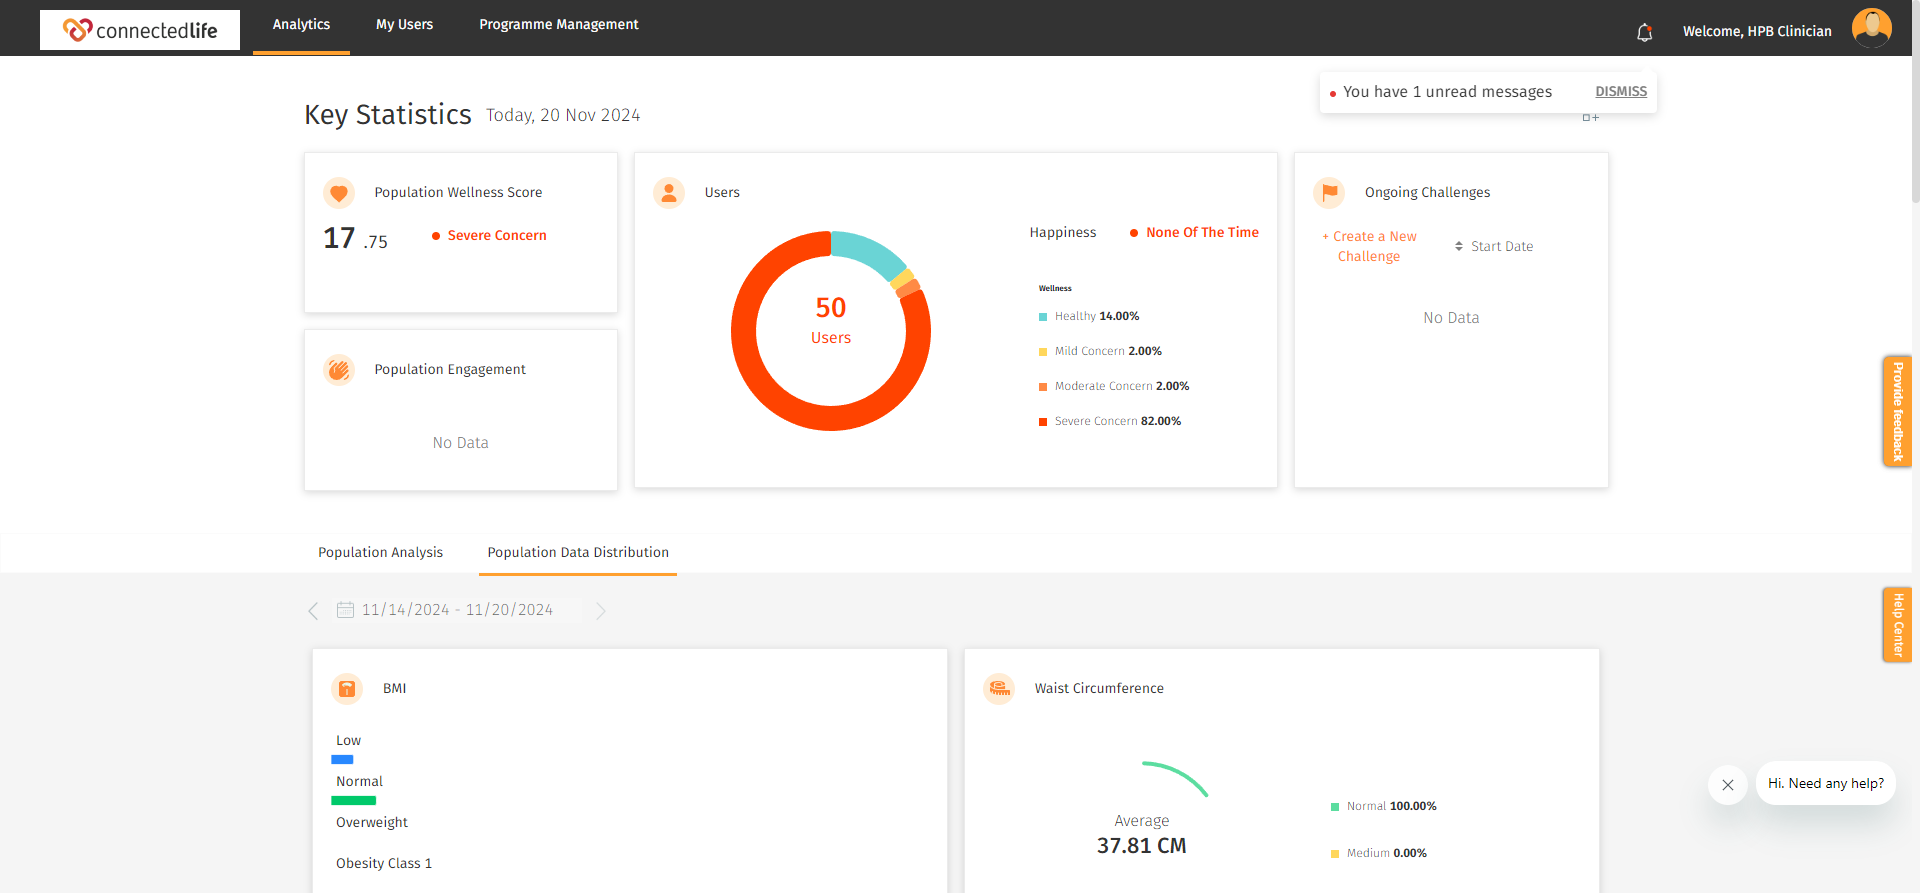 connectedlife
Analytics
My Users
Programme Management
Welcome, HPB Clinician
You have 1 unread messages
DISMISS
Key Statistics
Today, 20 Nov 2024
Population Wellness Score
17 .75
Severe Concern
Population Engagement
No Data
Users
50
Users
Happiness
None Of The Time
Wellness
Healthy 14.00%
Mild Concern 2.00%
Moderate Concern 2.00%
Severe Concern 82.00%
Ongoing Challenges
+ Create a New
Challenge
Start Date
No Data
Provide feedback
Population Analysis
Population Data Distribution
11/14/2024 - 11/20/2024
Help Center
BMI
Low
Normal
Overweight
Obesity Class 1
Waist Circumference
Average
37.81 CM
Normal 100.00%
Medium 0.00%
Hi. Need any help?